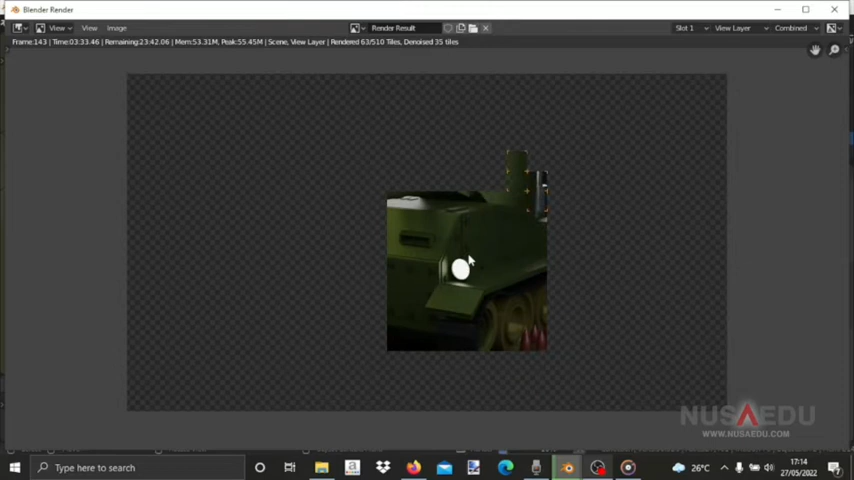 Blender Render
View
View
Image
Render Result
Slot 1
View Layer
Combined
Frame:143 | Time:03:33.46 | Remaining:23:42.06 | Mem:53.31M, Peak:55.45M | Scene, View Layer | Rendered 63/510 Tiles, Denoised 35 tiles
NUSAEDU
WWW.NUSAEDU.COM
Type here to search
26°C
17:14
27/05/2022